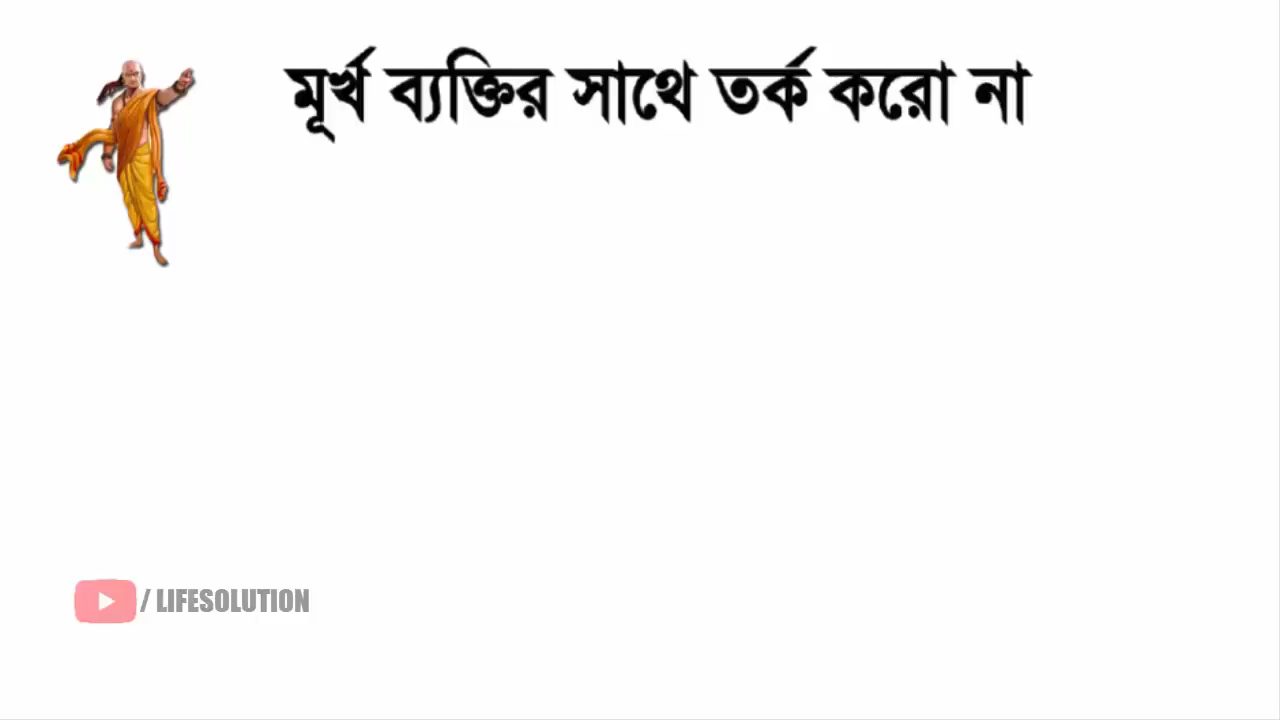 মূর্খ ব্যক্তির সাথে তর্ক করো না
/ LIFESOLUTION